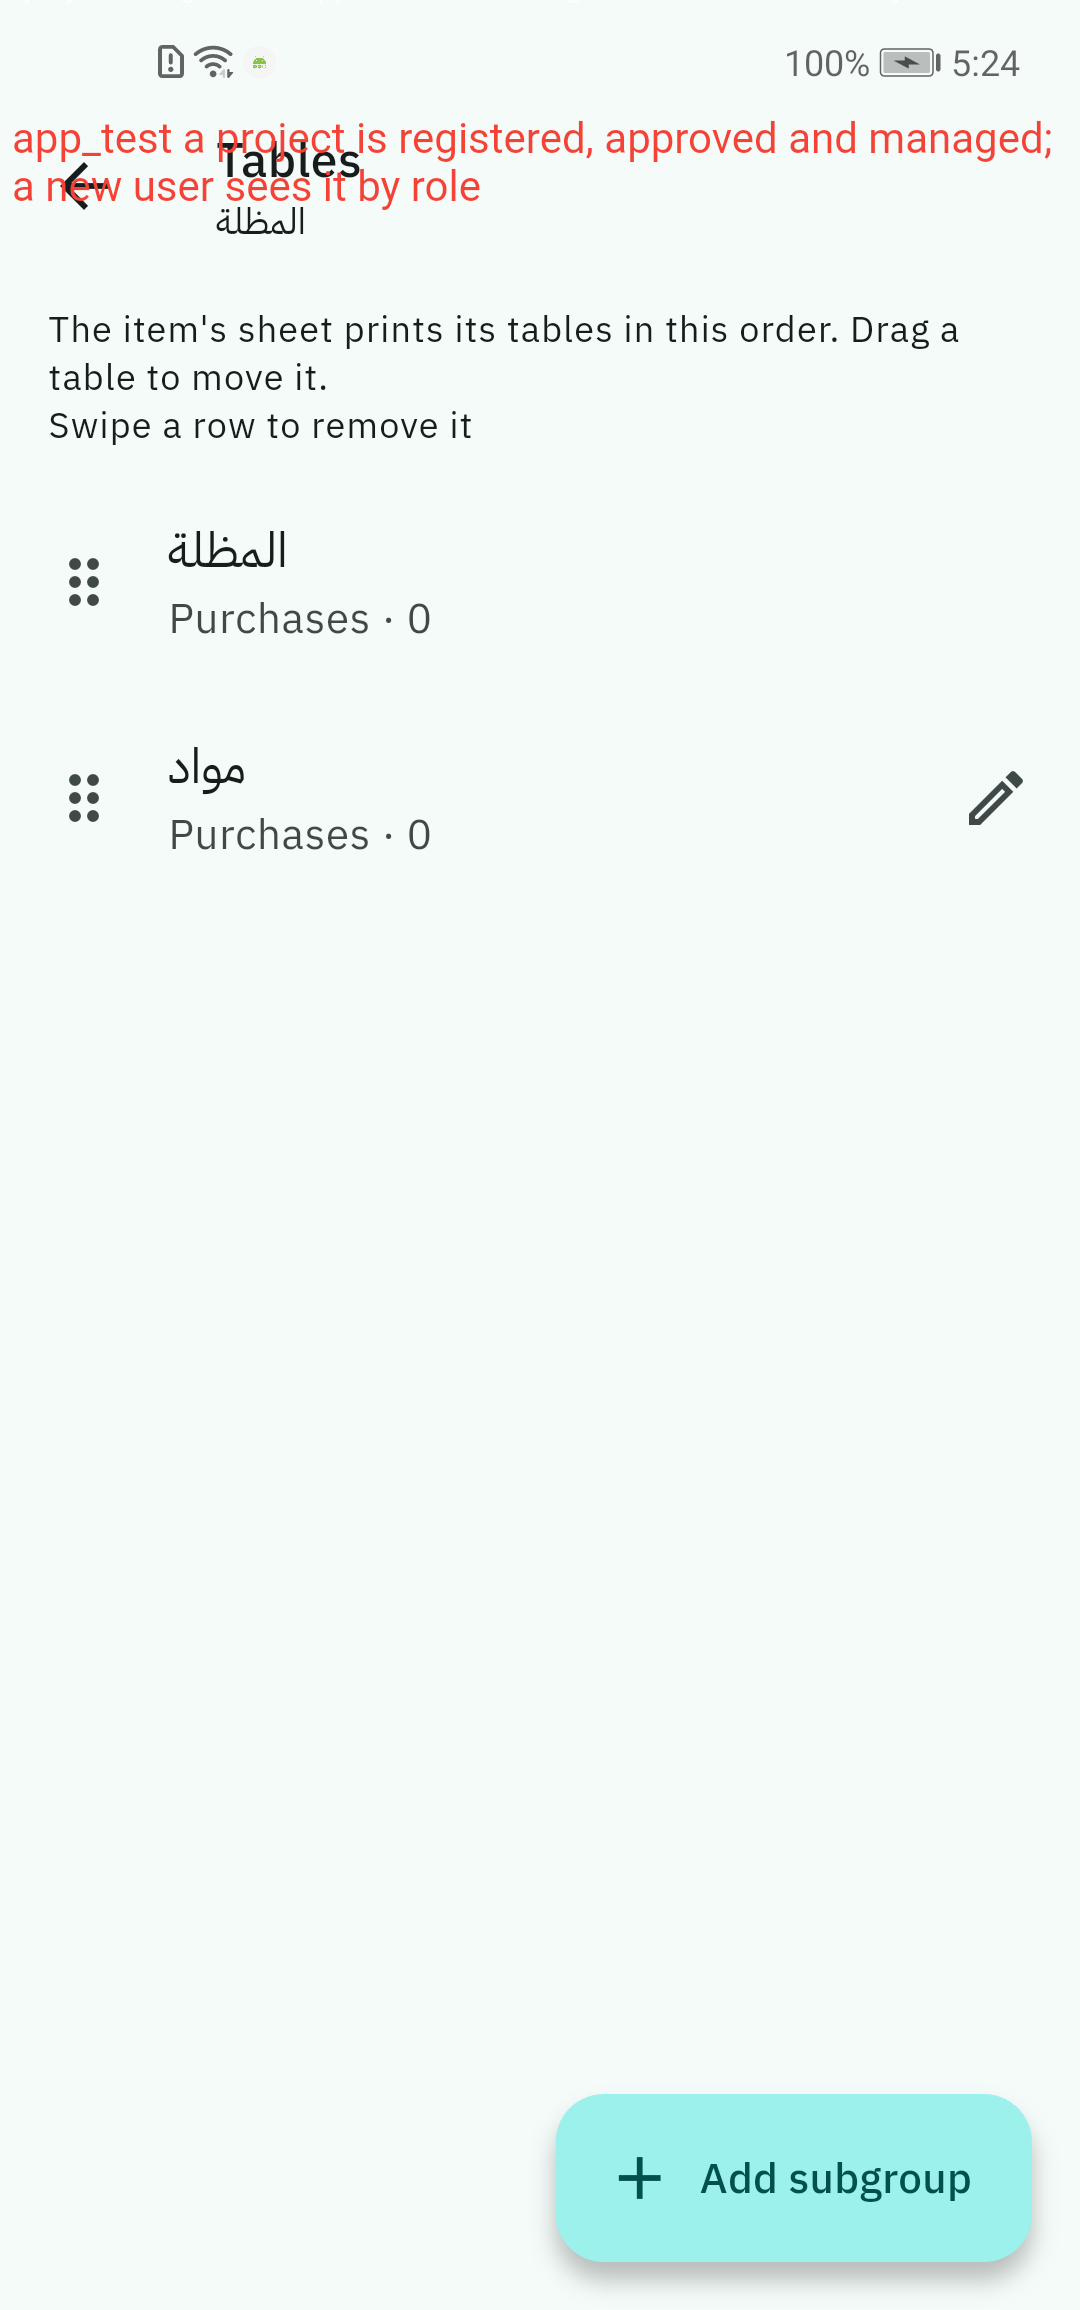 100% 5:24
app_test a project is registered, approved and managed;
a new user sees it by role
Tables
المظلة
The item's sheet prints its tables in this order. Drag a
table to move it.
Swipe a row to remove it
المظلة
Purchases · 0
مواد
Purchases · 0
Add subgroup